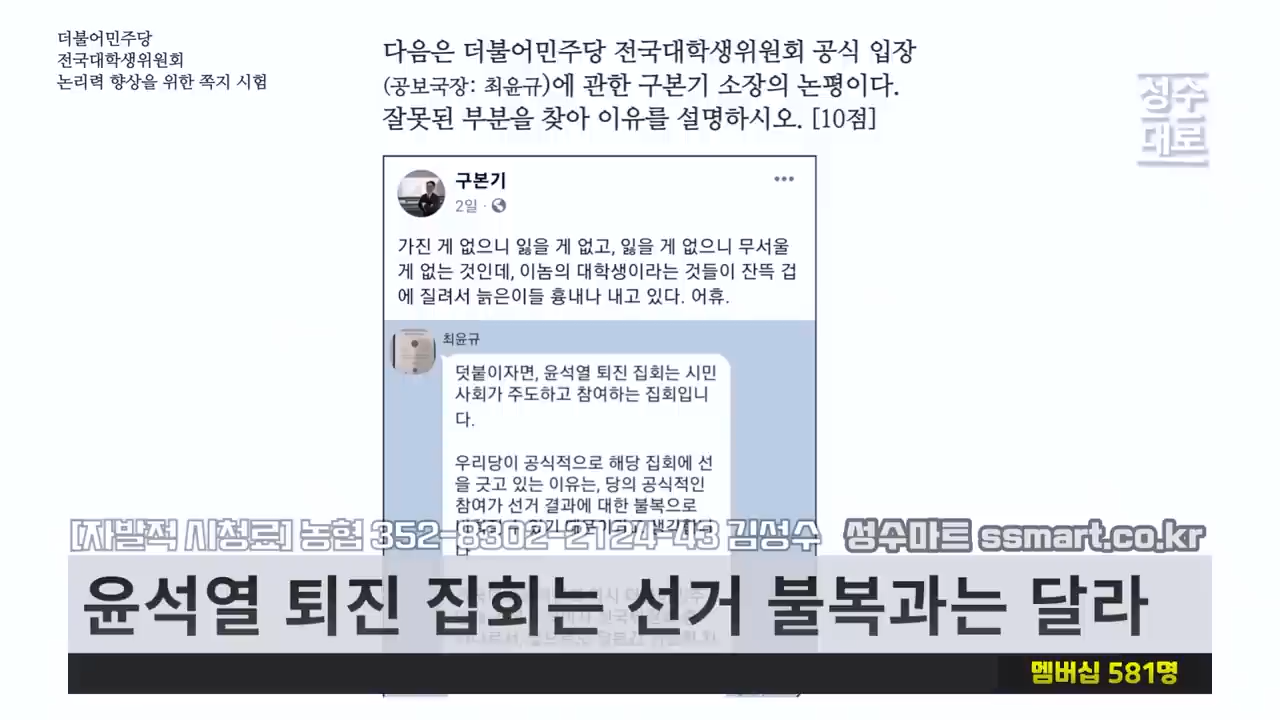 더불어민주당
전국대학생위원회
논리력 향상을 위한 쪽지 시험
다음은 더불어민주당 전국대학생위원회 공식 입장
(공보국장: 최윤규)에 관한 구본기 소장의 논평이다.
잘못된 부분을 찾아 이유를 설명하시오. [10점]
성수
대로
구본기
2일 ·
가진 게 없으니 잃을 게 없고, 잃을 게 없으니 무서울
게 없는 것인데, 이놈의 대학생이라는 것들이 잔뜩 겁
에 질려서 늙은이들 흉내나 내고 있다. 어휴.
최윤규
덧붙이자면, 윤석열 퇴진 집회는 시민
사회가 주도하고 참여하는 집회입니
다.
우리당이 공식적으로 해당 집회에 선
을 긋고 있는 이유는, 당의 공식적인
참여가 선거 결과에 대한 불복으로
[자발적 시청료] 농협 352-8302-2124-43 김성수 성수마트 ssmart.co.kr
윤석열 퇴진 집회는 선거 불복과는 달라
멤버십 581명